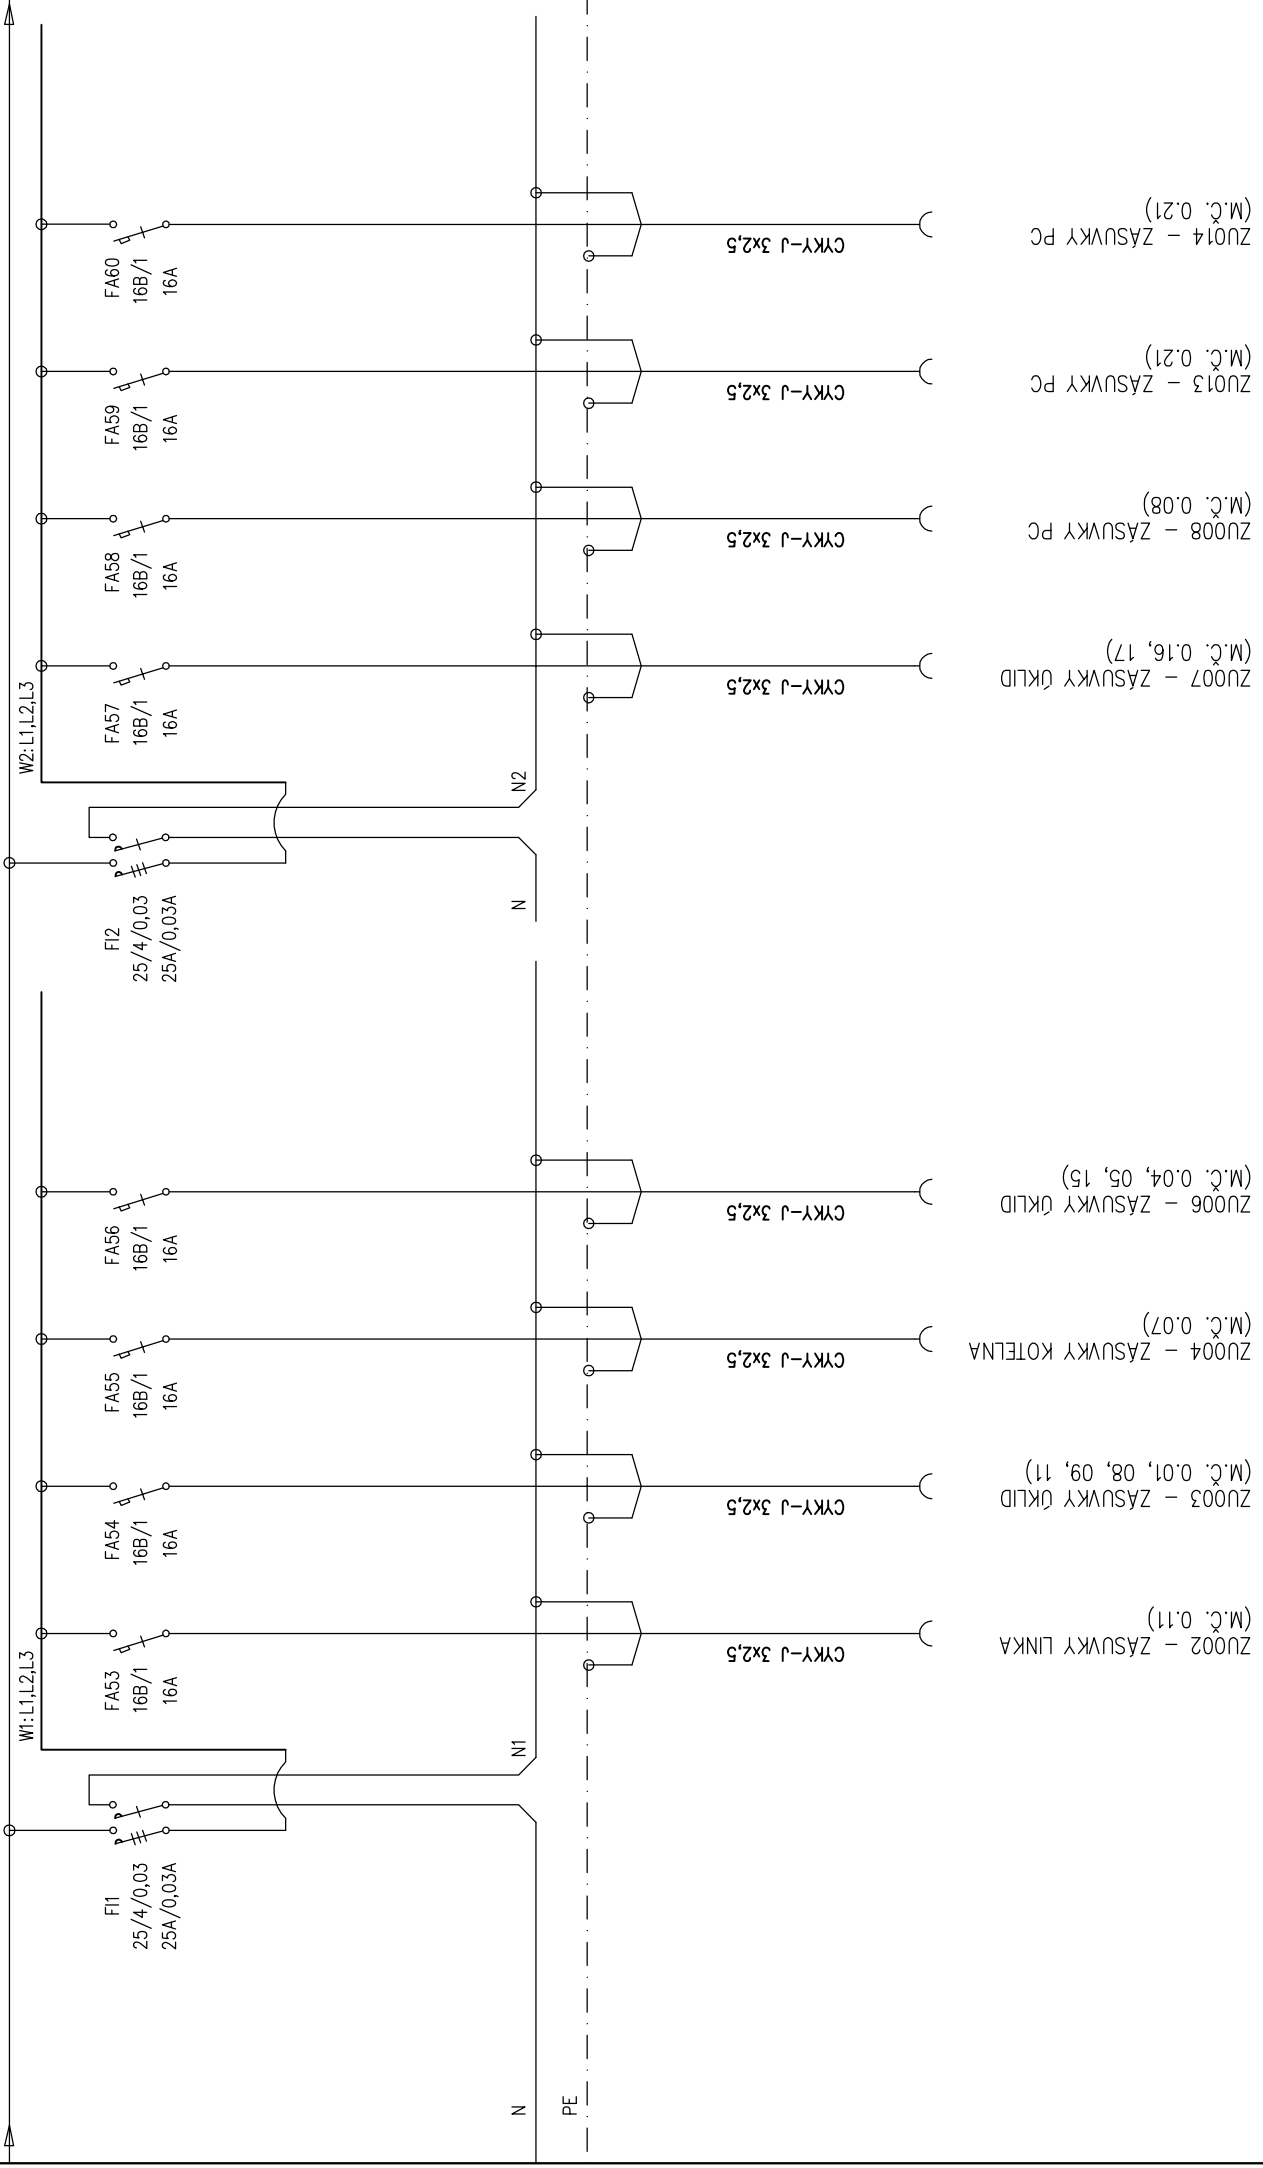 FI1
25/4/0,03
25A/0,03A
W1:L1,L2,L3
N
N1
PE
FA53
16B/1
16A
CYKY-J 3x2,5
ZU002 - ZÁSUVKY LINKA
(M.Č. 0.11)
FA54
16B/1
16A
CYKY-J 3x2,5
ZU003 - ZÁSUVKY ÚKLID
(M.Č. 0.01, 08, 09, 11)
FA55
16B/1
16A
CYKY-J 3x2,5
ZU004 - ZÁSUVKY KOTELNA
(M.Č. 0.07)
FA56
16B/1
16A
CYKY-J 3x2,5
ZU006 - ZÁSUVKY ÚKLID
(M.Č. 0.04, 05, 15)
FI2
25/4/0,03
25A/0,03A
W2:L1,L2,L3
N
N2
FA57
16B/1
16A
CYKY-J 3x2,5
ZU007 - ZÁSUVKY ÚKLID
(M.Č. 0.16, 17)
FA58
16B/1
16A
CYKY-J 3x2,5
ZU008 - ZÁSUVKY PC
(M.Č. 0.08)
FA59
16B/1
16A
CYKY-J 3x2,5
ZU013 - ZÁSUVKY PC
(M.Č. 0.21)
FA60
16B/1
16A
CYKY-J 3x2,5
ZU014 - ZÁSUVKY PC
(M.Č. 0.21)